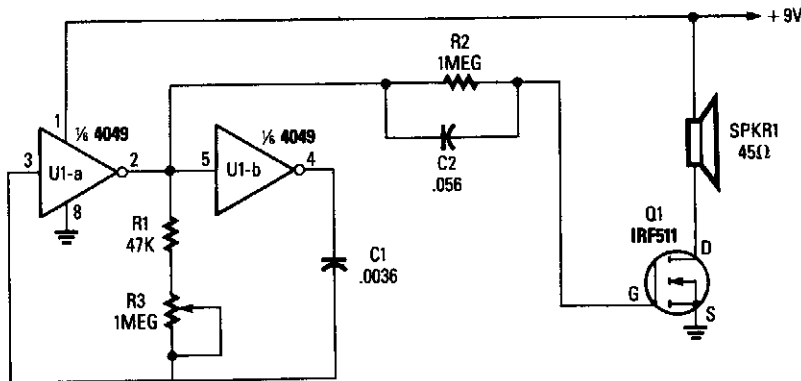 + 9V
R2
1MEG
C2
.056
SPKR1
45Ω
1
⅙ 4049
3
U1-a
2
8
⅙ 4049
5
U1-b
4
R1
47K
R3
1MEG
C1
.0036
Q1
IRF511
D
G
S